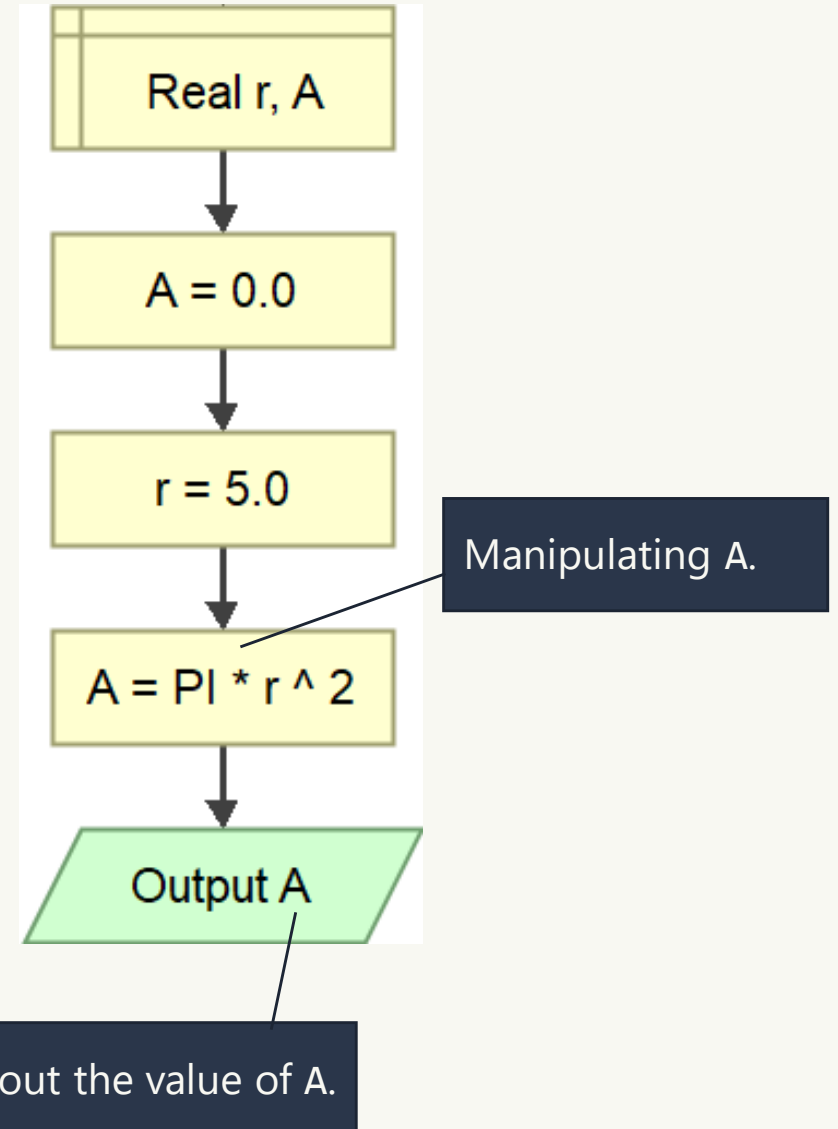 Real r, A
A = 0.0
r = 5.0
Manipulating A.
A = PI * r ^ 2
Output A
out the value of A.